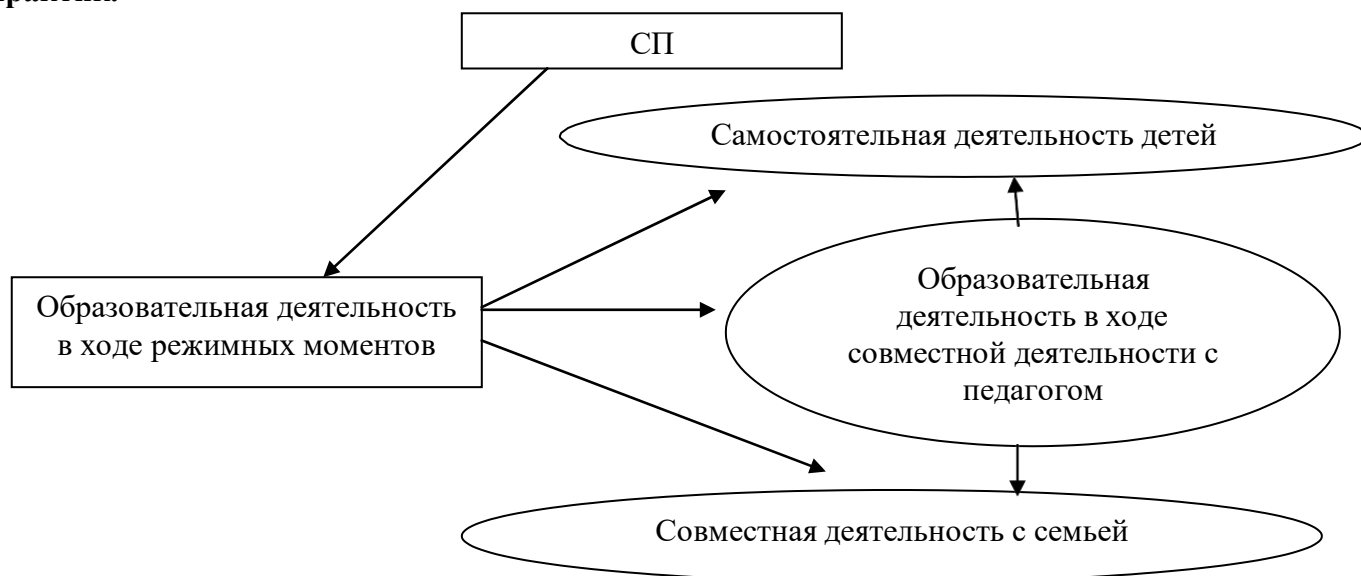 СП
Самостоятельная деятельность детей
Образовательная деятельность
в ходе режимных моментов
Образовательная
деятельность в ходе
совместной деятельности с
педагогом
Совместная деятельность с семьей